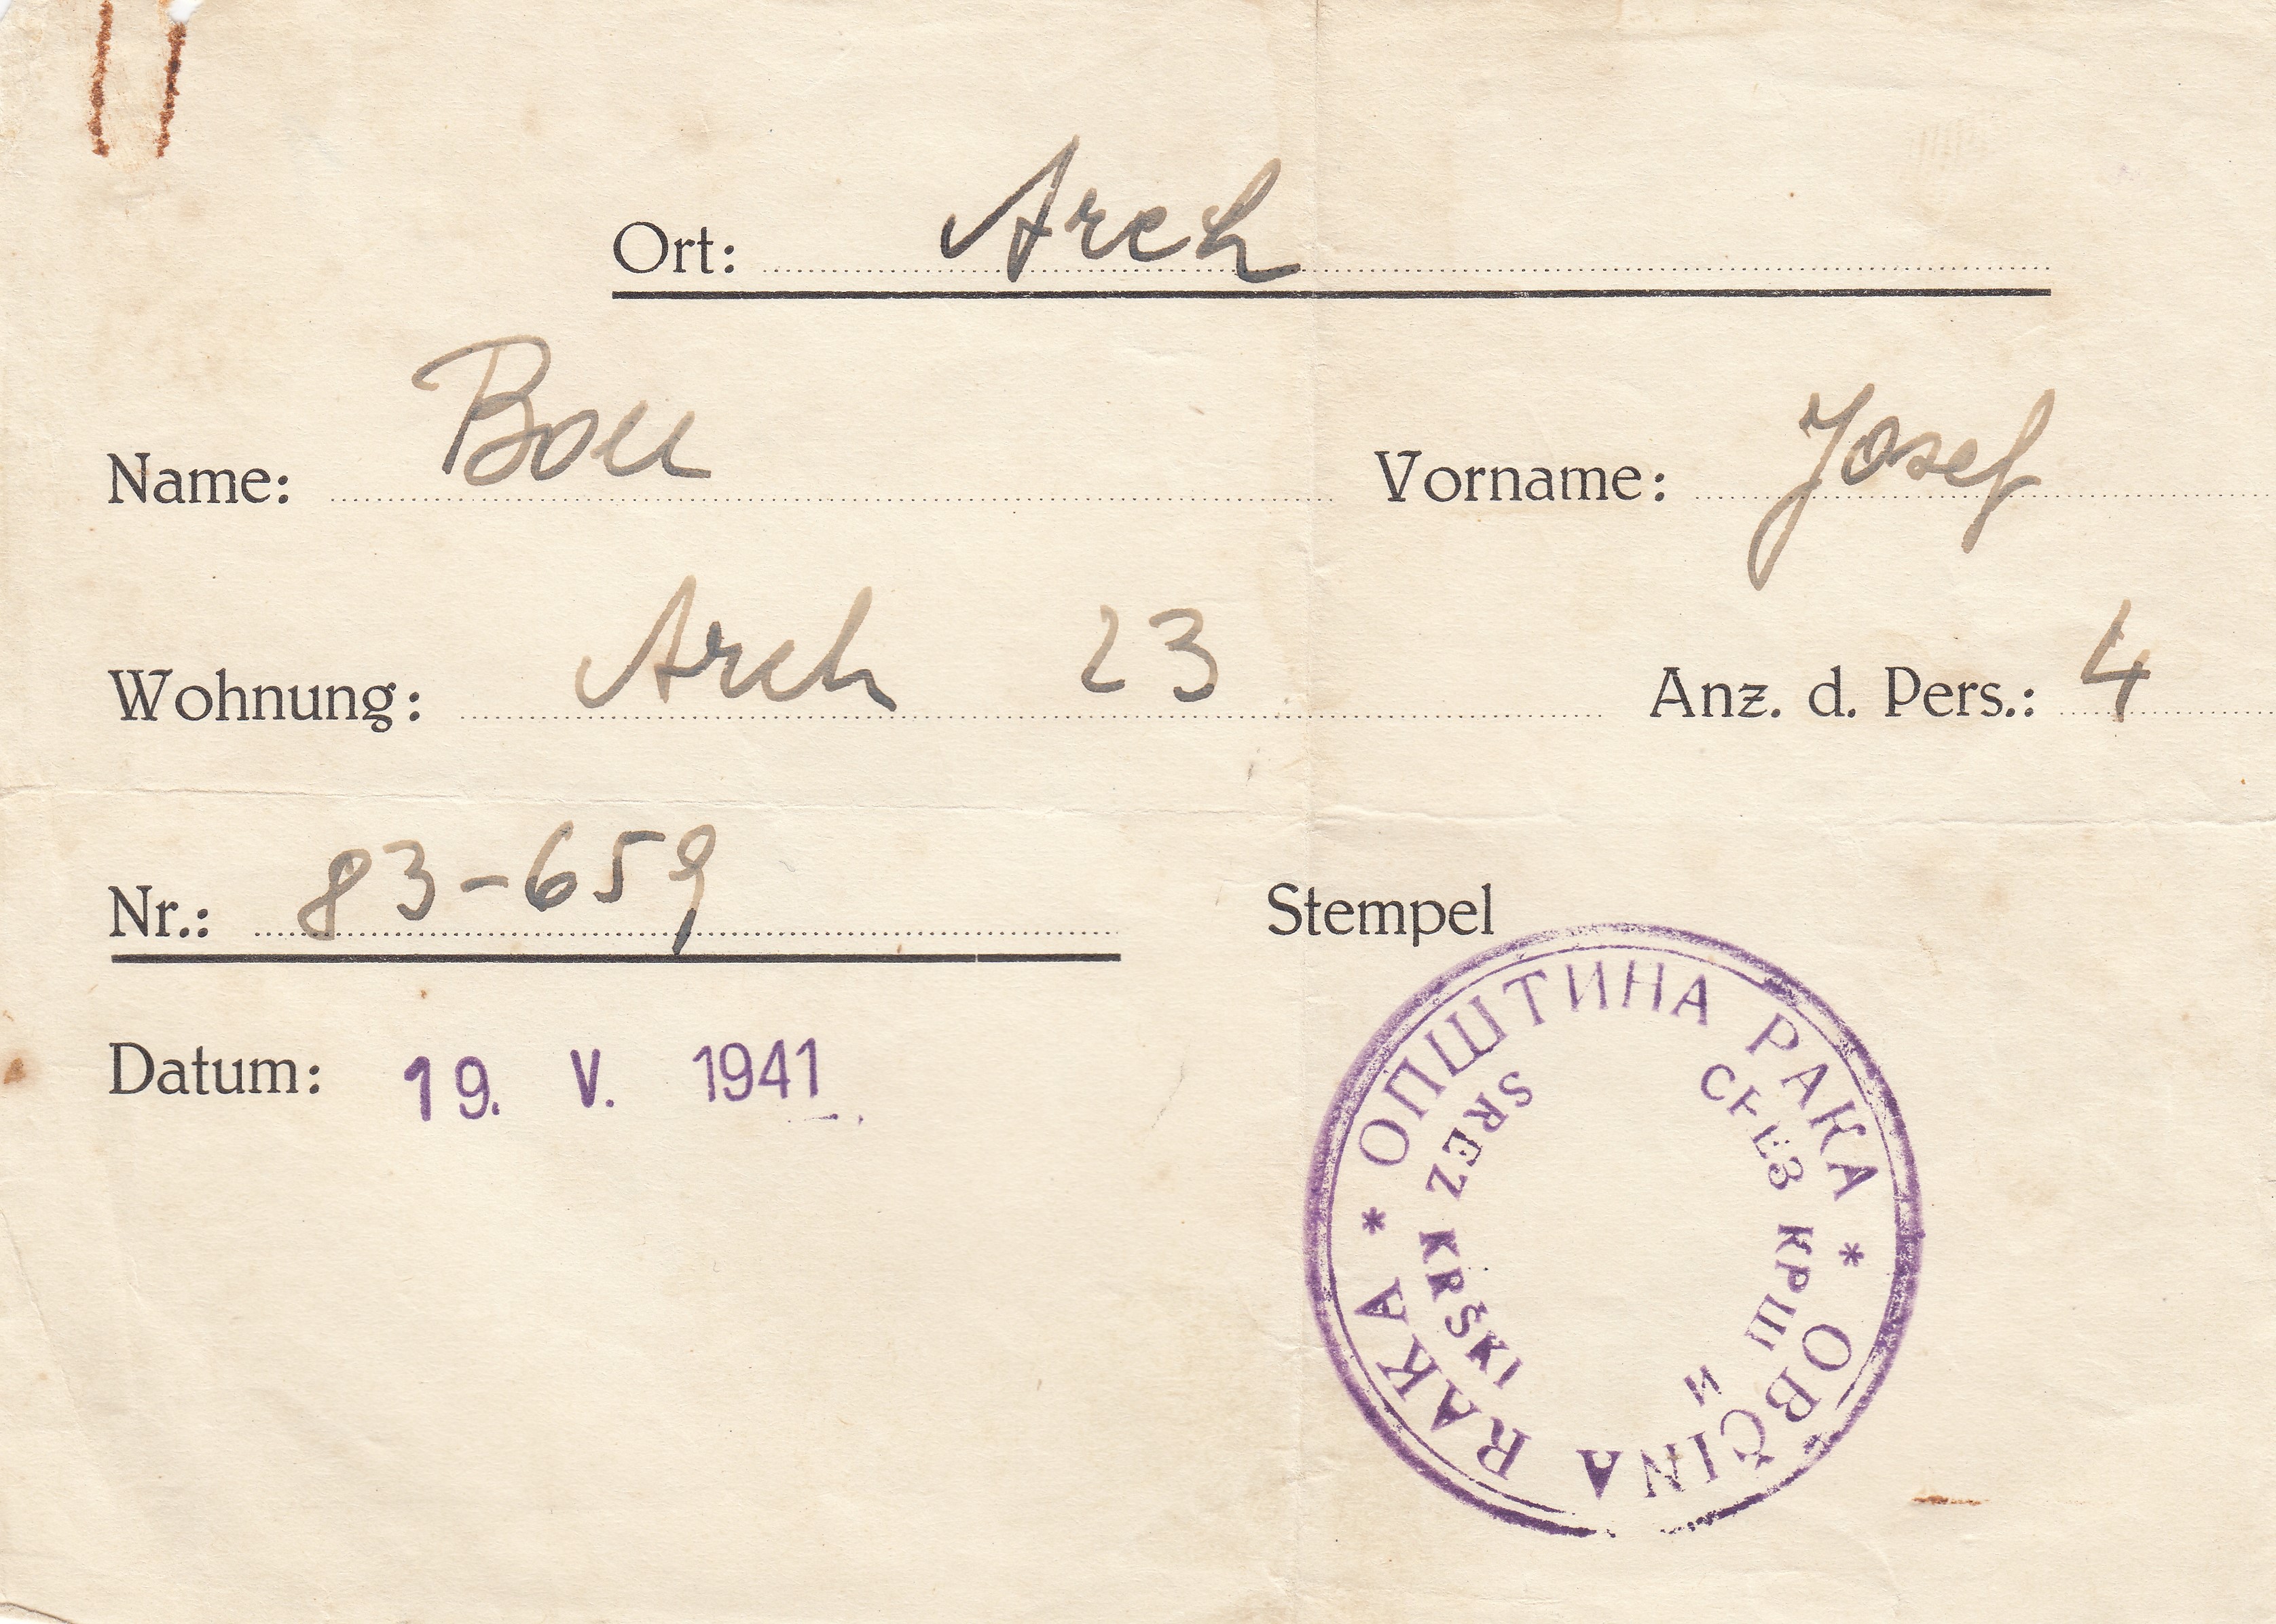 Ort: Arch
Name: Bon Vorname: Josef
Wohnung: Arch 23 Anz. d. Pers.: 4
Nr.: 83-659
Stempel
Datum: 19. V. 1941
* ОПШТИНА РАКА * OBČINA RAKA
SREZ KRŠKI
СРЕЗ КРШКИ